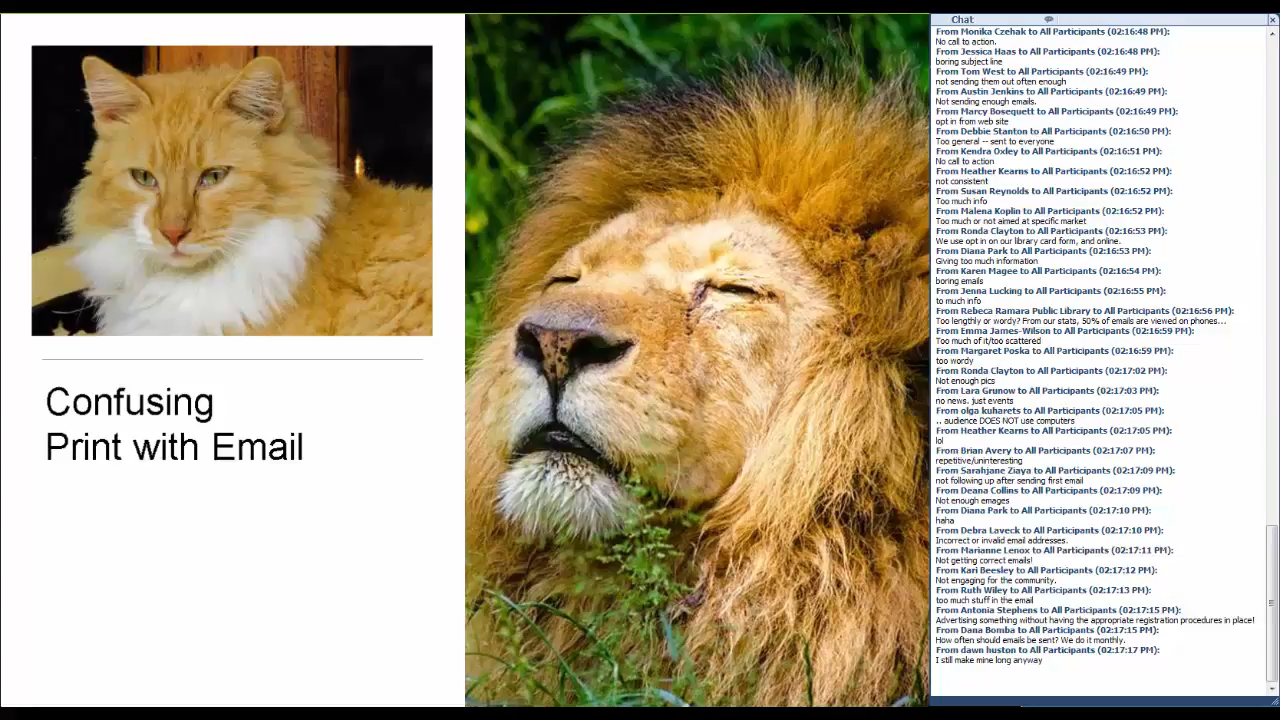 Confusing
Print with Email
Chat
From Monika Czehak to All Participants (02:16:48 PM):
No call to action.
From Jessica Haas to All Participants (02:16:48 PM):
boring subject line
From Tom West to All Participants (02:16:49 PM):
not sending them out often enough
From Austin Jenkins to All Participants (02:16:49 PM):
Not sending enough emails.
From Marcy Bosequett to All Participants (02:16:49 PM):
opt in from web site
From Debbie Stanton to All Participants (02:16:50 PM):
Too general -- sent to everyone
From Kendra Oxley to All Participants (02:16:51 PM):
No call to action
From Heather Kearns to All Participants (02:16:52 PM):
not consistent
From Susan Reynolds to All Participants (02:16:52 PM):
Too much info
From Malena Koplin to All Participants (02:16:52 PM):
Too much or not aimed at specific market
From Ronda Clayton to All Participants (02:16:53 PM):
We use opt in on our library card form, and online.
From Diana Park to All Participants (02:16:53 PM):
Giving too much information
From Karen Magee to All Participants (02:16:54 PM):
boring emails
From Jenna Lucking to All Participants (02:16:55 PM):
to much info
From Rebeca Ramara Public Library to All Participants (02:16:56 PM):
Too lengthly or wordy? From our stats, 50% of emails are viewed on phones...
From Emma James-Wilson to All Participants (02:16:59 PM):
Too much of it/too scattered
From Margaret Poska to All Participants (02:16:59 PM):
too wordy
From Ronda Clayton to All Participants (02:17:02 PM):
Not enough pics
From Lara Grunow to All Participants (02:17:03 PM):
no news. just events
From olga kuharets to All Participants (02:17:05 PM):
.. audience DOES NOT use computers
From Heather Kearns to All Participants (02:17:05 PM):
lol
From Brian Avery to All Participants (02:17:07 PM):
repetitive/uninteresting
From Sarahjane Ziaya to All Participants (02:17:09 PM):
not following up after sending first email
From Deana Collins to All Participants (02:17:09 PM):
Not enough emages
From Diana Park to All Participants (02:17:10 PM):
haha
From Debra Laveck to All Participants (02:17:10 PM):
Incorrect or invalid email addresses.
From Marianne Lenox to All Participants (02:17:11 PM):
Not getting correct emails!
From Kari Beesley to All Participants (02:17:12 PM):
Not engaging for the community.
From Ruth Wiley to All Participants (02:17:13 PM):
too much stuff in the email
From Antonia Stephens to All Participants (02:17:15 PM):
Advertising something without having the appropriate registration procedures in place!
From Dana Bomba to All Participants (02:17:15 PM):
How often should emails be sent? We do it monthly.
From dawn huston to All Participants (02:17:17 PM):
I still make mine long anyway